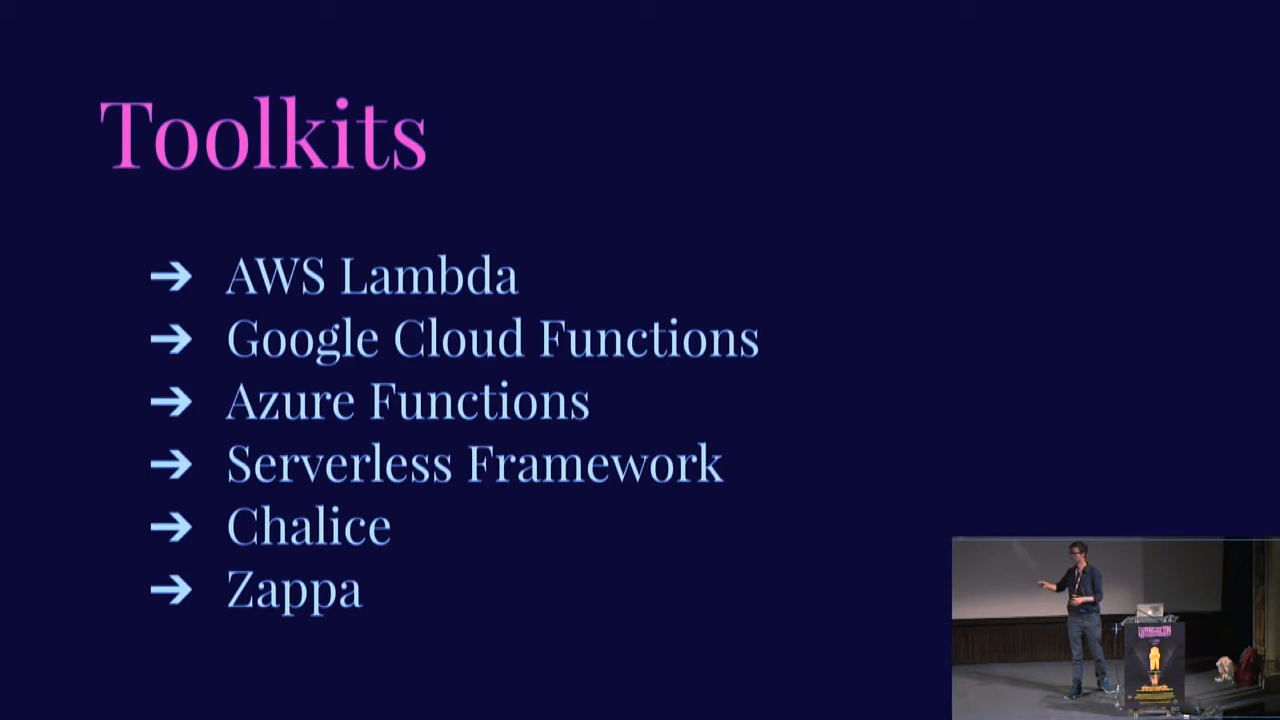 Toolkits
➔ AWS Lambda
➔ Google Cloud Functions
➔ Azure Functions
➔ Serverless Framework
➔ Chalice
➔ Zappa